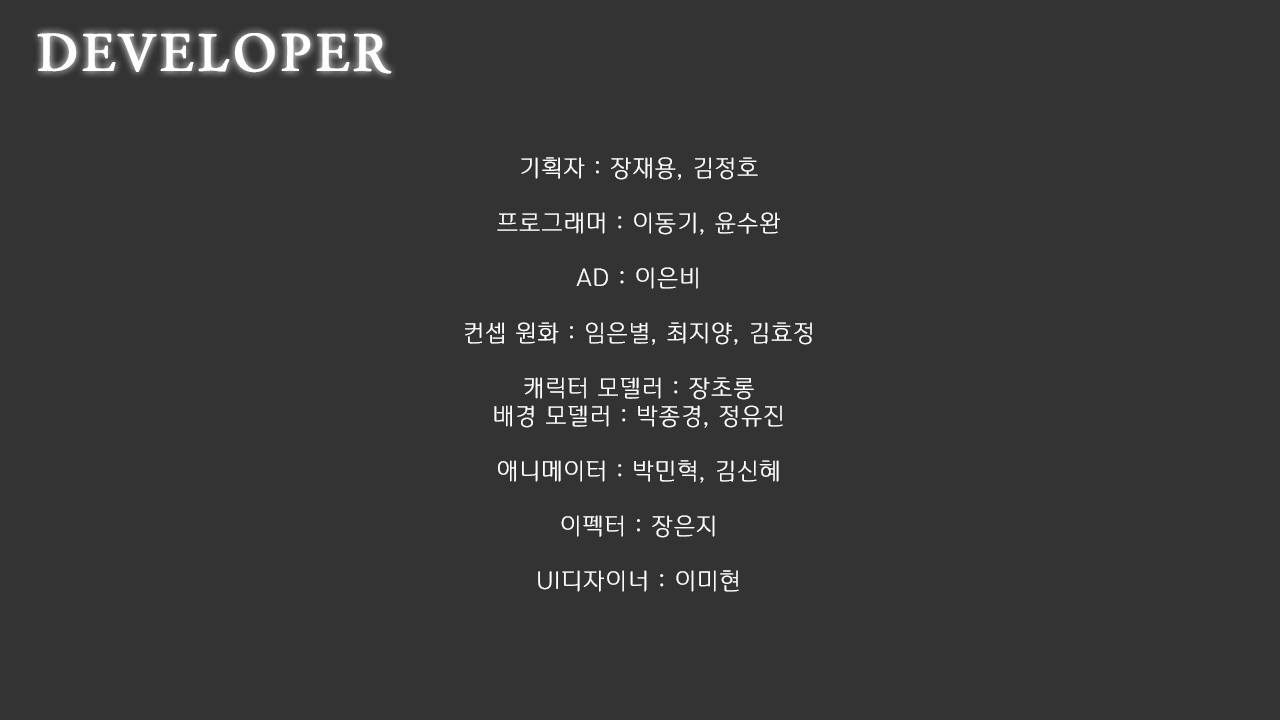 DEVELOPER
기획자 : 장재용, 김정호
프로그래머 : 이동기, 윤수완
AD : 이은비
컨셉 원화 : 임은별, 최지양, 김효정
캐릭터 모델러 : 장초롱
배경 모델러 : 박종경, 정유진
애니메이터 : 박민혁, 김신혜
이펙터 : 장은지
UI디자이너 : 이미현